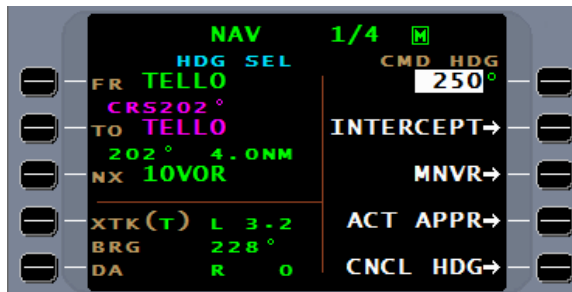 NAV 1/4 M
HDG SEL CMD HDG
FR TELLO 250°
CRS202°
TO TELLO INTERCEPT→
202° 4.0NM
NX 10VOR MNVR→
XTK(T) L 3.2 ACT APPR→
BRG 228°
DA R 0 CNCL HDG→